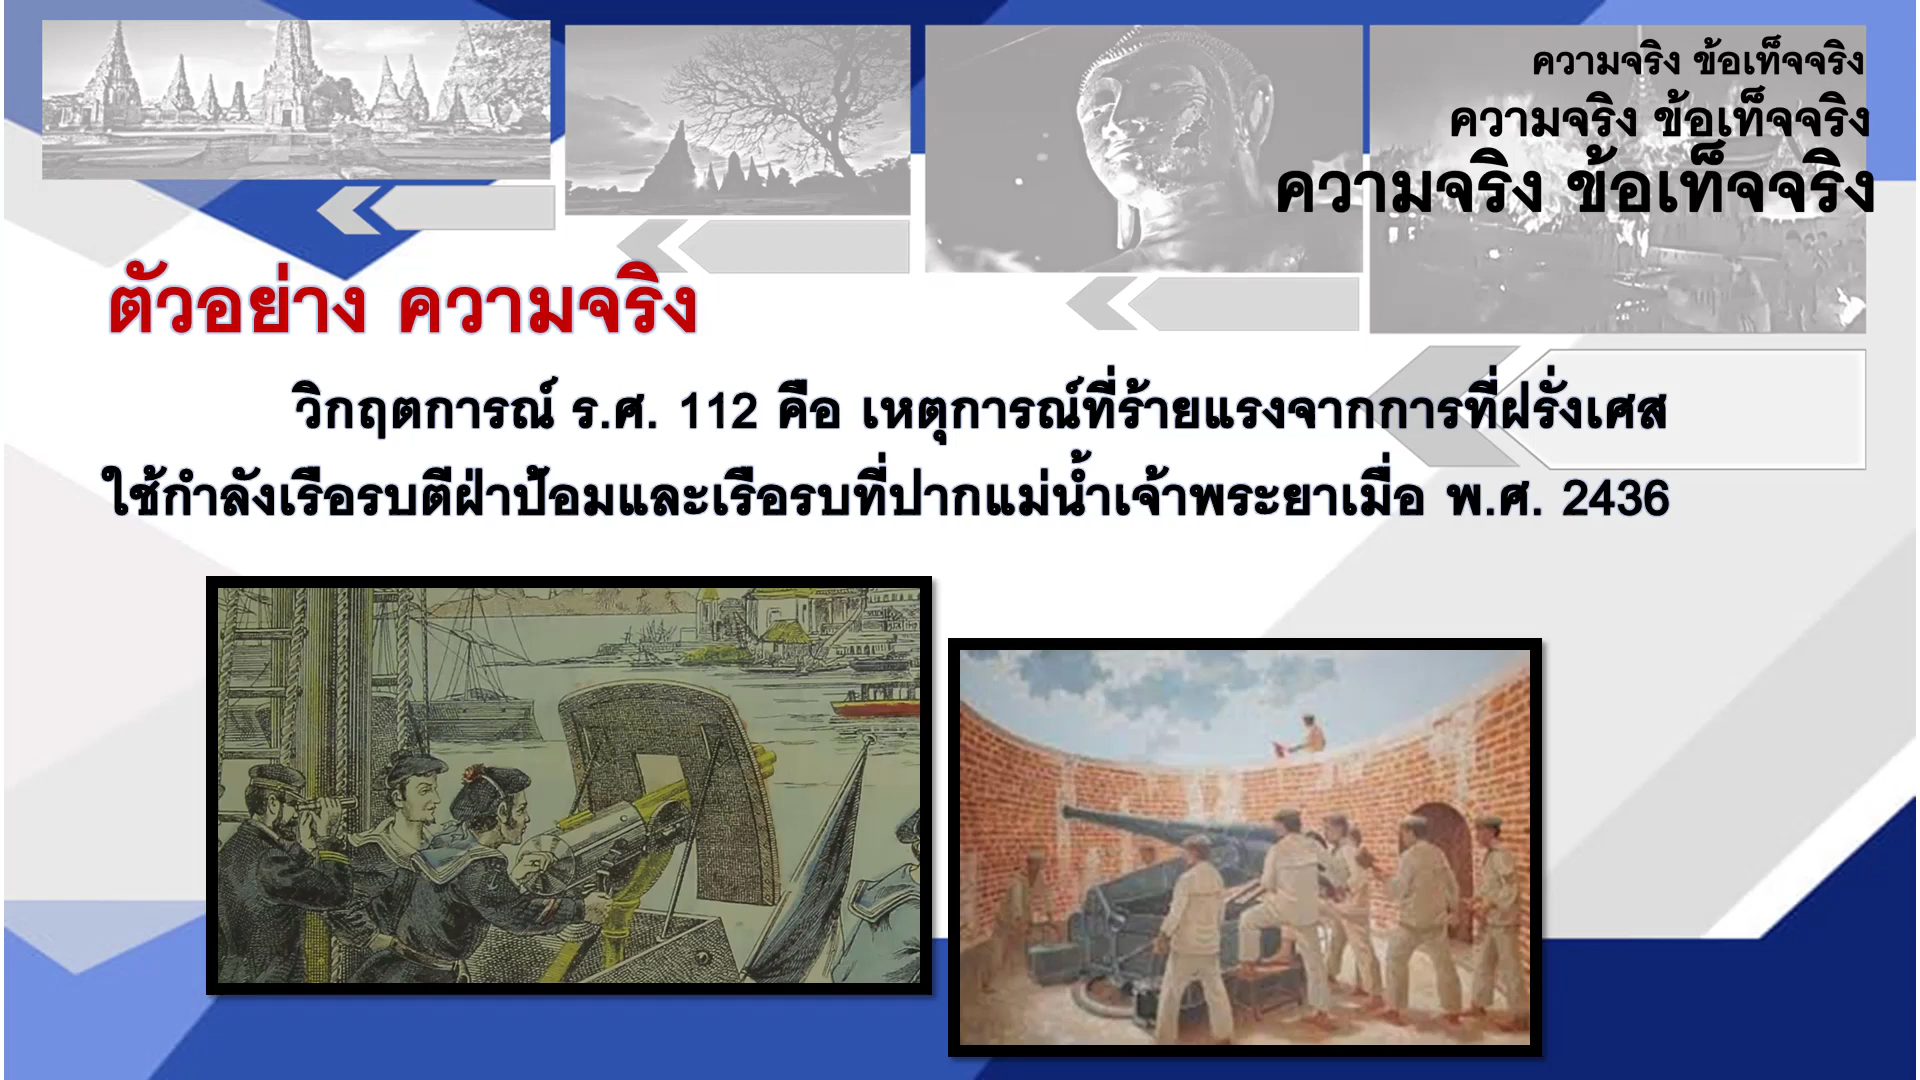 ความจริง ข้อเท็จจริง
ความจริง ข้อเท็จจริง
ความจริง ข้อเท็จจริง
ตัวอย่าง ความจริง
วิกฤตการณ์ ร.ศ. 112 คือ เหตุการณ์ที่ร้ายแรงจากการที่ฝรั่งเศส
ใช้กำลังเรือรบตีฝ่าป้อมและเรือรบที่ปากแม่น้ำเจ้าพระยาเมื่อ พ.ศ. 2436